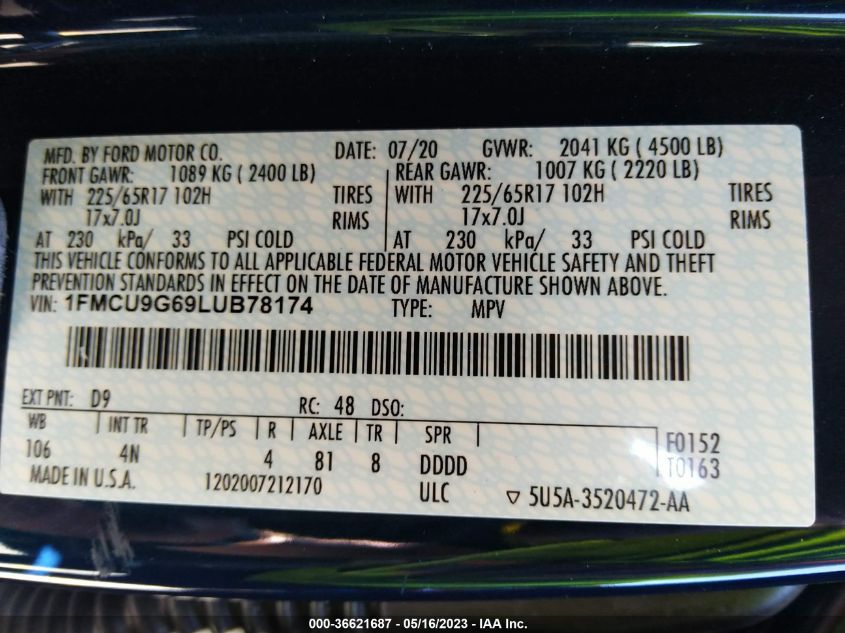 MFD. BY FORD MOTOR CO. DATE: 07/20 GVWR: 2041 KG ( 4500 LB)
FRONT GAWR: 1089 KG ( 2400 LB) REAR GAWR: 1007 KG ( 2220 LB)
WITH 225/65R17 102H TIRES WITH 225/65R17 102H TIRES
17x7.0J RIMS 17x7.0J RIMS
AT 230 kPa/ 33 PSI COLD AT 230 kPa/ 33 PSI COLD
THIS VEHICLE CONFORMS TO ALL APPLICABLE FEDERAL MOTOR VEHICLE SAFETY AND THEFT
PREVENTION STANDARDS IN EFFECT ON THE DATE OF MANUFACTURE SHOWN ABOVE.
VIN: 1FMCU9G69LUB78174 TYPE: MPV
EXT PNT: D9 RC: 48 DSO:
WB INT TR TP/PS R AXLE TR SPR F0152
106 4N 4 81 8 DDDD T0163
MADE IN U.S.A. 1202007212170 ULC ▽ 5U5A-3520472-AA
000-36621687 - 05/16/2023 - IAA Inc.